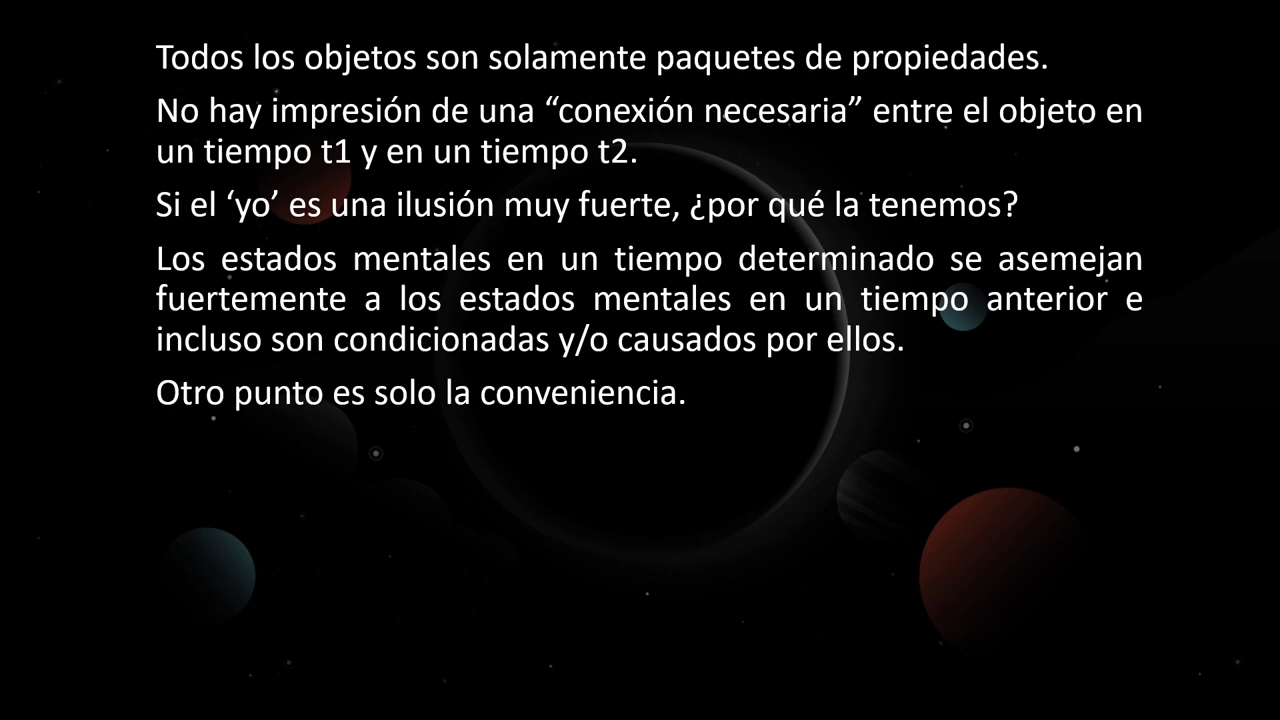 Todos los objetos son solamente paquetes de propiedades.
No hay impresión de una “conexión necesaria” entre el objeto en
un tiempo t1 y en un tiempo t2.
Si el ‘yo’ es una ilusión muy fuerte, ¿por qué la tenemos?
Los estados mentales en un tiempo determinado se asemejan
fuertemente a los estados mentales en un tiempo anterior e
incluso son condicionadas y/o causados por ellos.
Otro punto es solo la conveniencia.